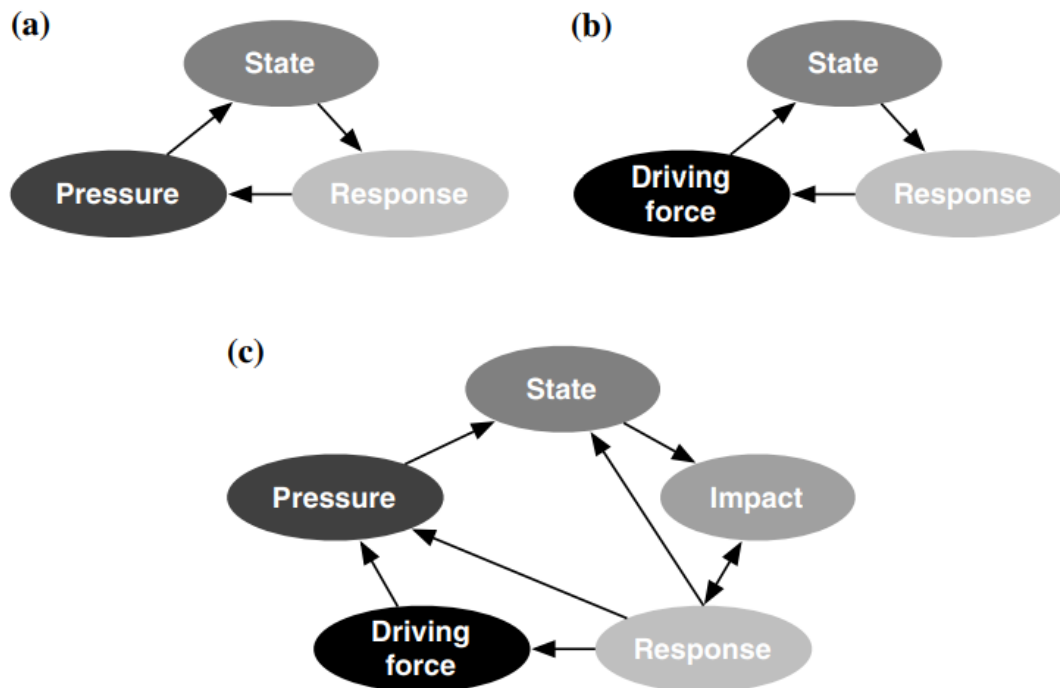 (a)
State
Pressure
Response
(b)
State
Driving
force
Response
(c)
State
Pressure
Impact
Driving
force
Response